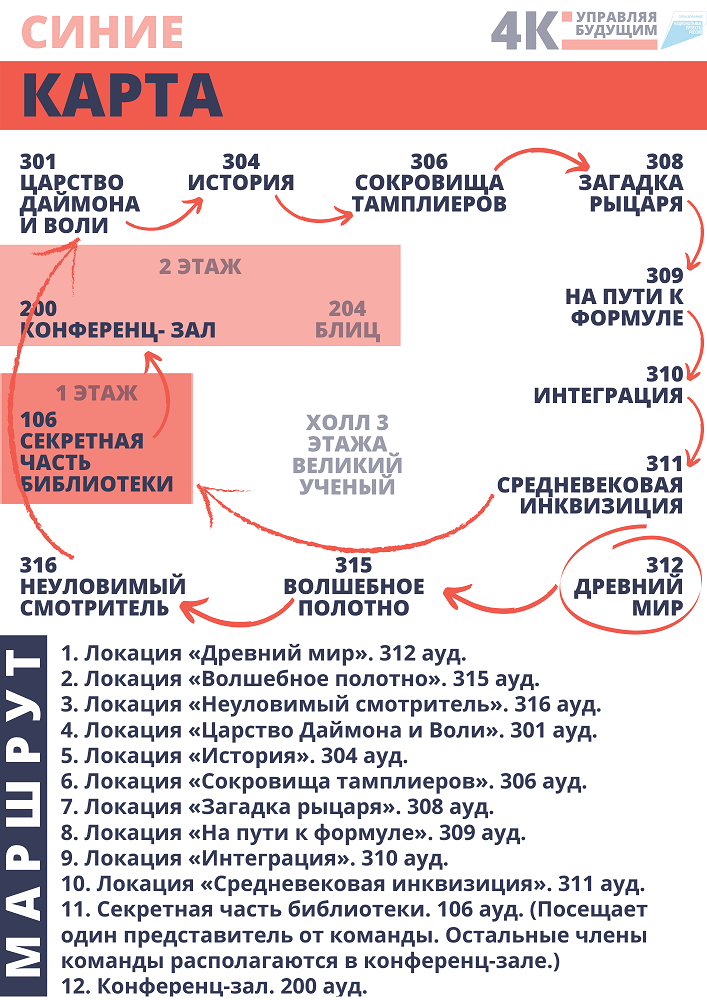 СИНИЕ
4К:
УПРАВЛЯЯ
БУДУЩИМ
КАРТА
301
ЦАРСТВО
ДАЙМОНА
И ВОЛИ
304
ИСТОРИЯ
306
СОКРОВИЩА
ТАМПЛИЕРОВ
308
ЗАГАДКА
РЫЦАРЯ
2 ЭТАЖ
200
КОНФЕРЕНЦ- ЗАЛ
204
БЛИЦ
309
НА ПУТИ К
ФОРМУЛЕ
1 ЭТАЖ
106
СЕКРЕТНАЯ
ЧАСТЬ
БИБЛИОТЕКИ
ХОЛЛ 3
ЭТАЖА
ВЕЛИКИЙ
УЧЕНЫЙ
310
ИНТЕГРАЦИЯ
311
СРЕДНЕВЕКОВАЯ
ИНКВИЗИЦИЯ
316
НЕУЛОВИМЫЙ
СМОТРИТЕЛЬ
315
ВОЛШЕБНОЕ
ПОЛОТНО
312
ДРЕВНИЙ
МИР
МАРШРУТ
1. Локация «Древний мир». 312 ауд.
2. Локация «Волшебное полотно». 315 ауд.
3. Локация «Неуловимый смотритель». 316 ауд.
4. Локация «Царство Даймона и Воли». 301 ауд.
5. Локация «История». 304 ауд.
6. Локация «Сокровища тамплиеров». 306 ауд.
7. Локация «Загадка рыцаря». 308 ауд.
8. Локация «На пути к формуле». 309 ауд.
9. Локация «Интеграция». 310 ауд.
10. Локация «Средневековая инквизиция». 311 ауд.
11. Секретная часть библиотеки. 106 ауд. (Посещает
один представитель от команды. Остальные члены
команды располагаются в конференц-зале.)
12. Конференц-зал. 200 ауд.